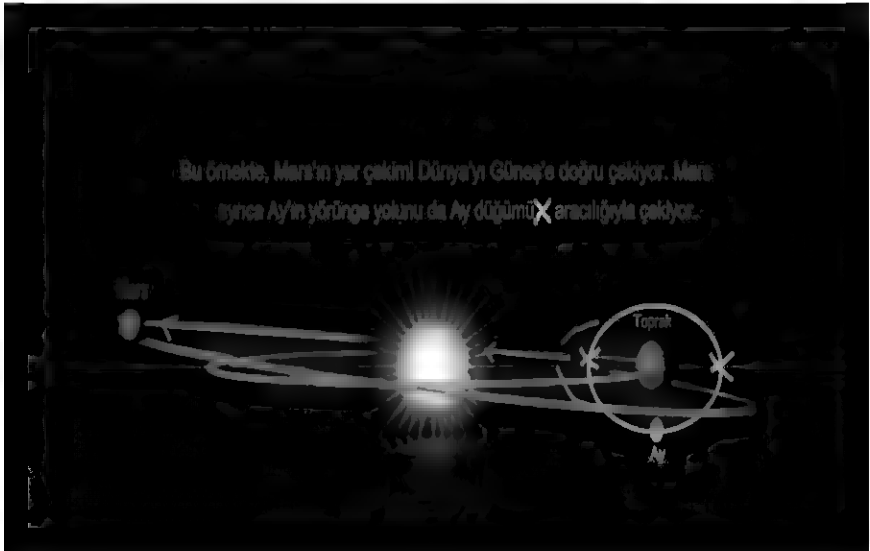 Bu örnekte, Mars'ın yer çekimi Dünya'yı Güneş'e doğru çekiyor. Mars
ayrıca Ay'ın yörünge yolunu da Ay düğümü X aracılığıyla çekiyor..
Mars
Toprak
Ay